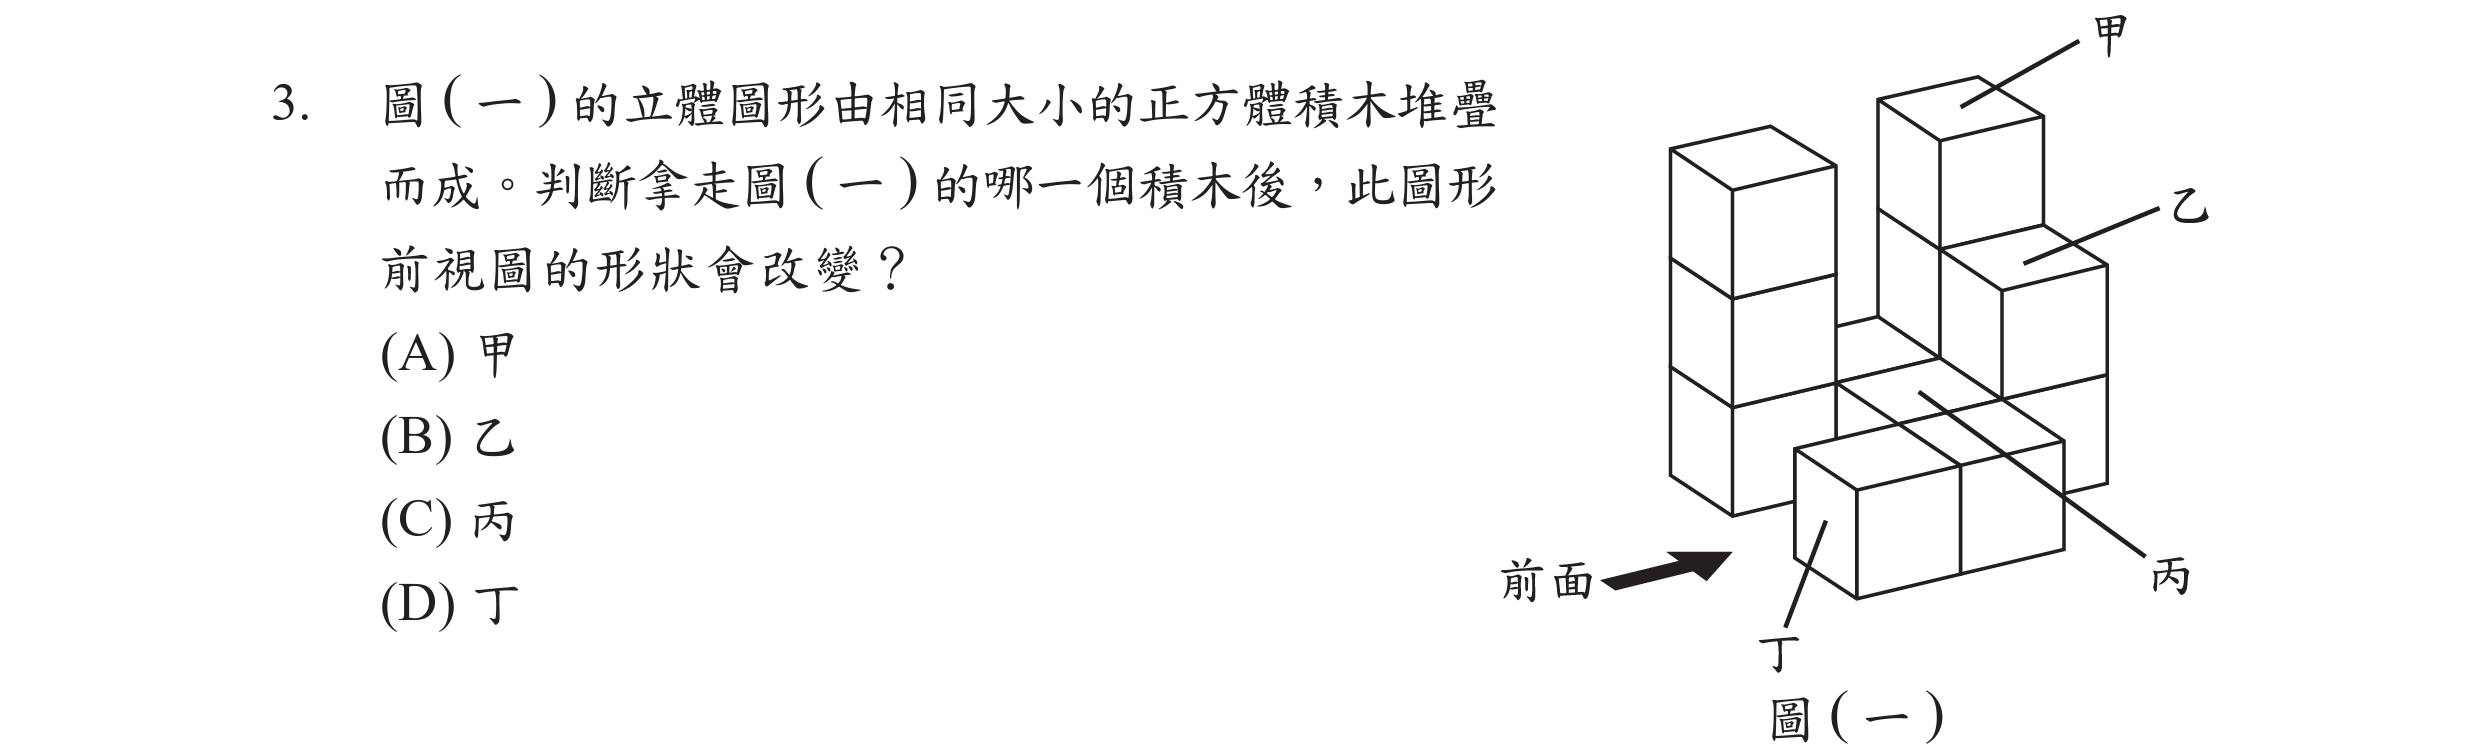 3. 圖(一)的立體圖形由相同大小的正方體積木堆疊
而成。判斷拿走圖(一)的哪一個積木後，此圖形
前視圖的形狀會改變？
(A) 甲
(B) 乙
(C) 丙
(D) 丁
甲
乙
前面
丙
丁
圖(一)